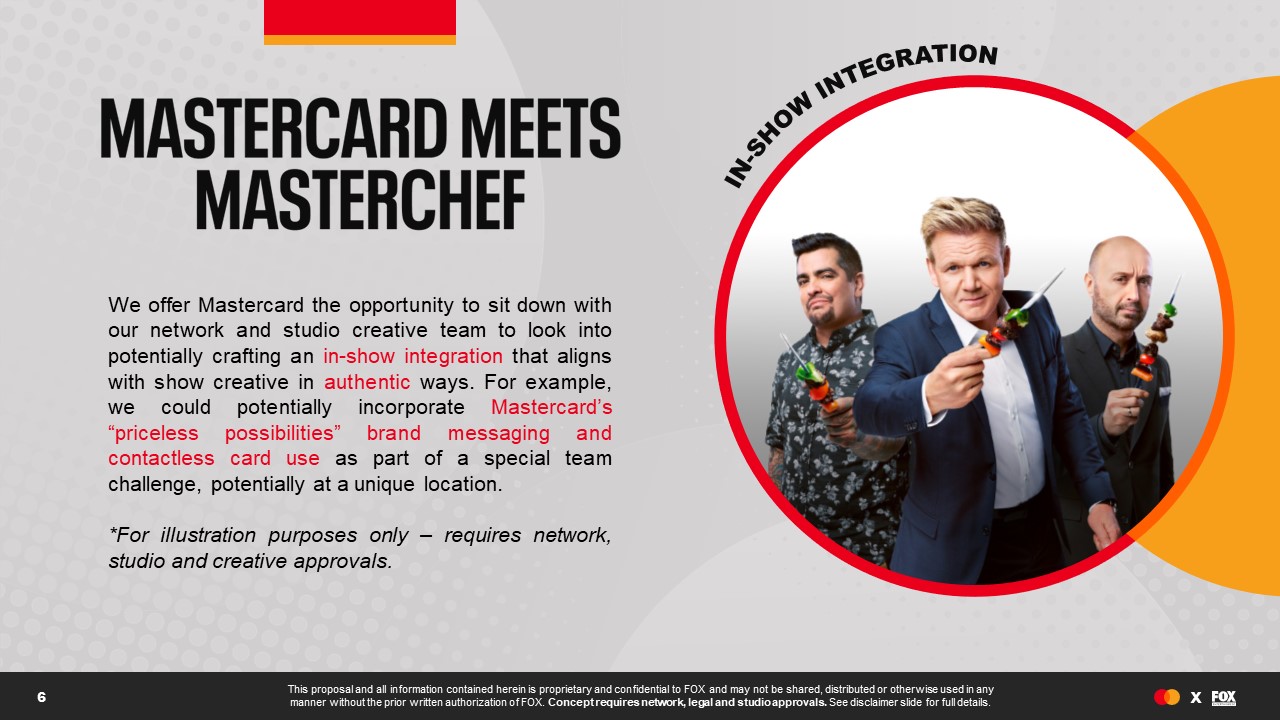 IN-SHOW INTEGRATION
MASTERCARD MEETS
MASTERCHEF
We offer Mastercard the opportunity to sit down with
our network and studio creative team to look into
potentially crafting an in-show integration that aligns
with show creative in authentic ways. For example,
we could potentially incorporate Mastercard’s
“priceless possibilities” brand messaging and
contactless card use as part of a special team
challenge, potentially at a unique location.
*For illustration purposes only – requires network,
studio and creative approvals.
6
This proposal and all information contained herein is proprietary and confidential to FOX and may not be shared, distributed or otherwise used in any
manner without the prior written authorization of FOX. Concept requires network, legal and studio approvals. See disclaimer slide for full details.
X
FOX